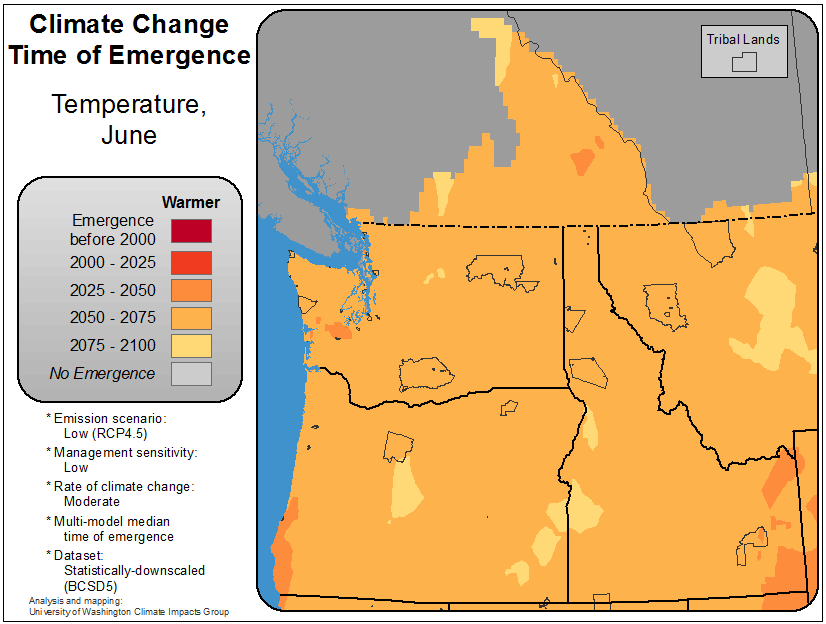 Climate Change
Time of Emergence
Temperature,
June
Tribal Lands
Warmer
Emergence
before 2000
2000 - 2025
2025 - 2050
2050 - 2075
2075 - 2100
No Emergence
* Emission scenario:
Low (RCP4.5)
* Management sensitivity:
Low
* Rate of climate change:
Moderate
* Multi-model median
time of emergence
* Dataset:
Statistically-downscaled
(BCSD5)
Analysis and mapping:
University of Washington Climate Impacts Group